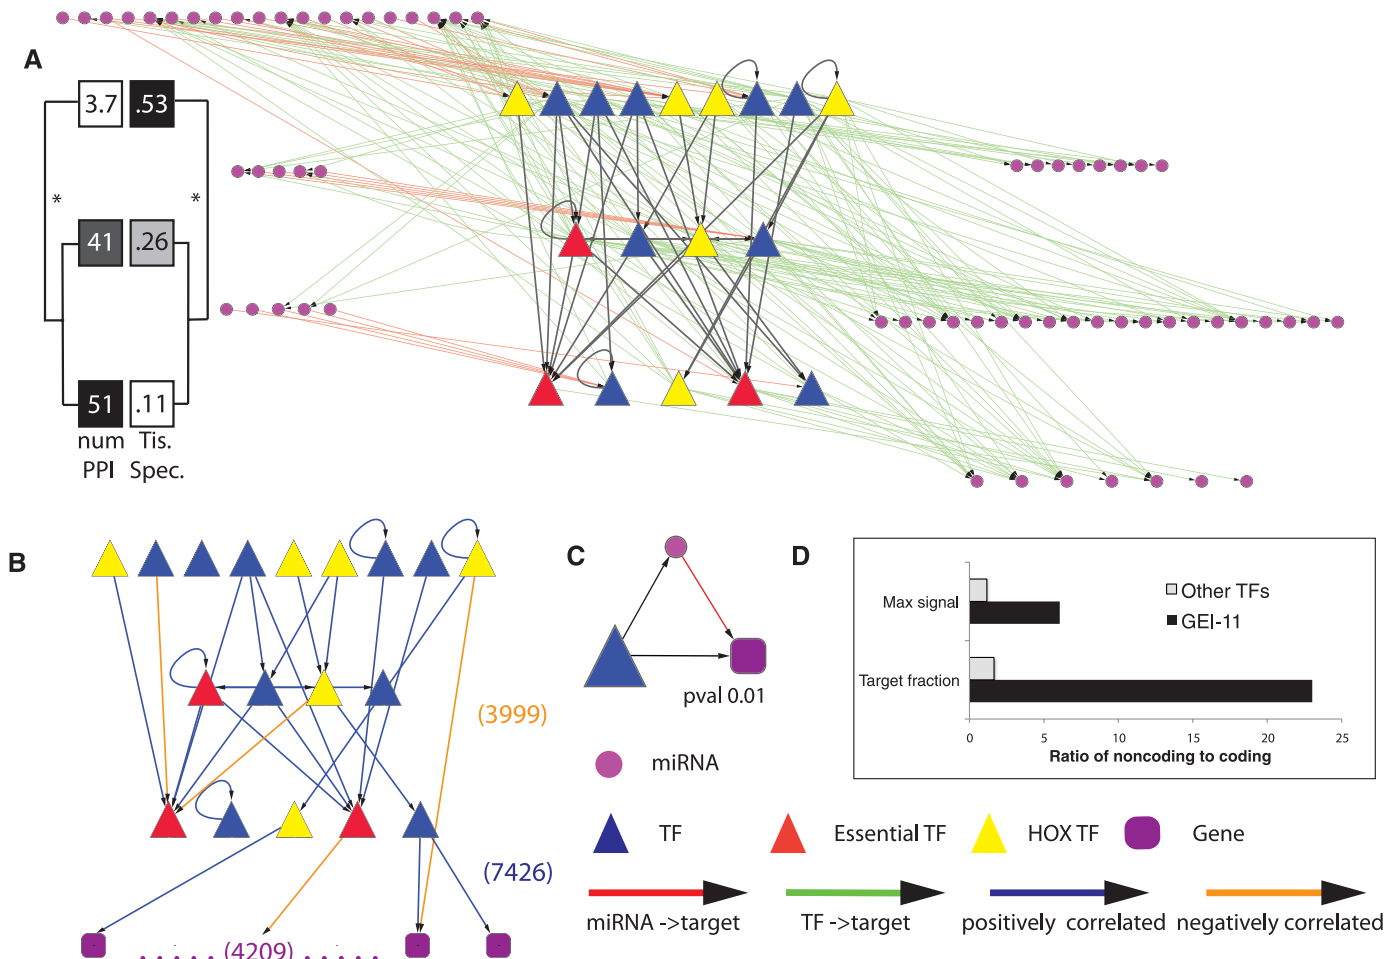 A
3.7 .53
*
*
41 .26
51 .11
num Tis.
PPI Spec.
B
(3999)
(7426)
. . . . . (4209) . . . . .
C
pval 0.01
D
Max signal
Target fraction
Other TFs
GEI-11
0 5 10 15 20 25
Ratio of noncoding to coding
miRNA
TF Essential TF HOX TF Gene
miRNA ->target TF ->target positively correlated negatively correlated